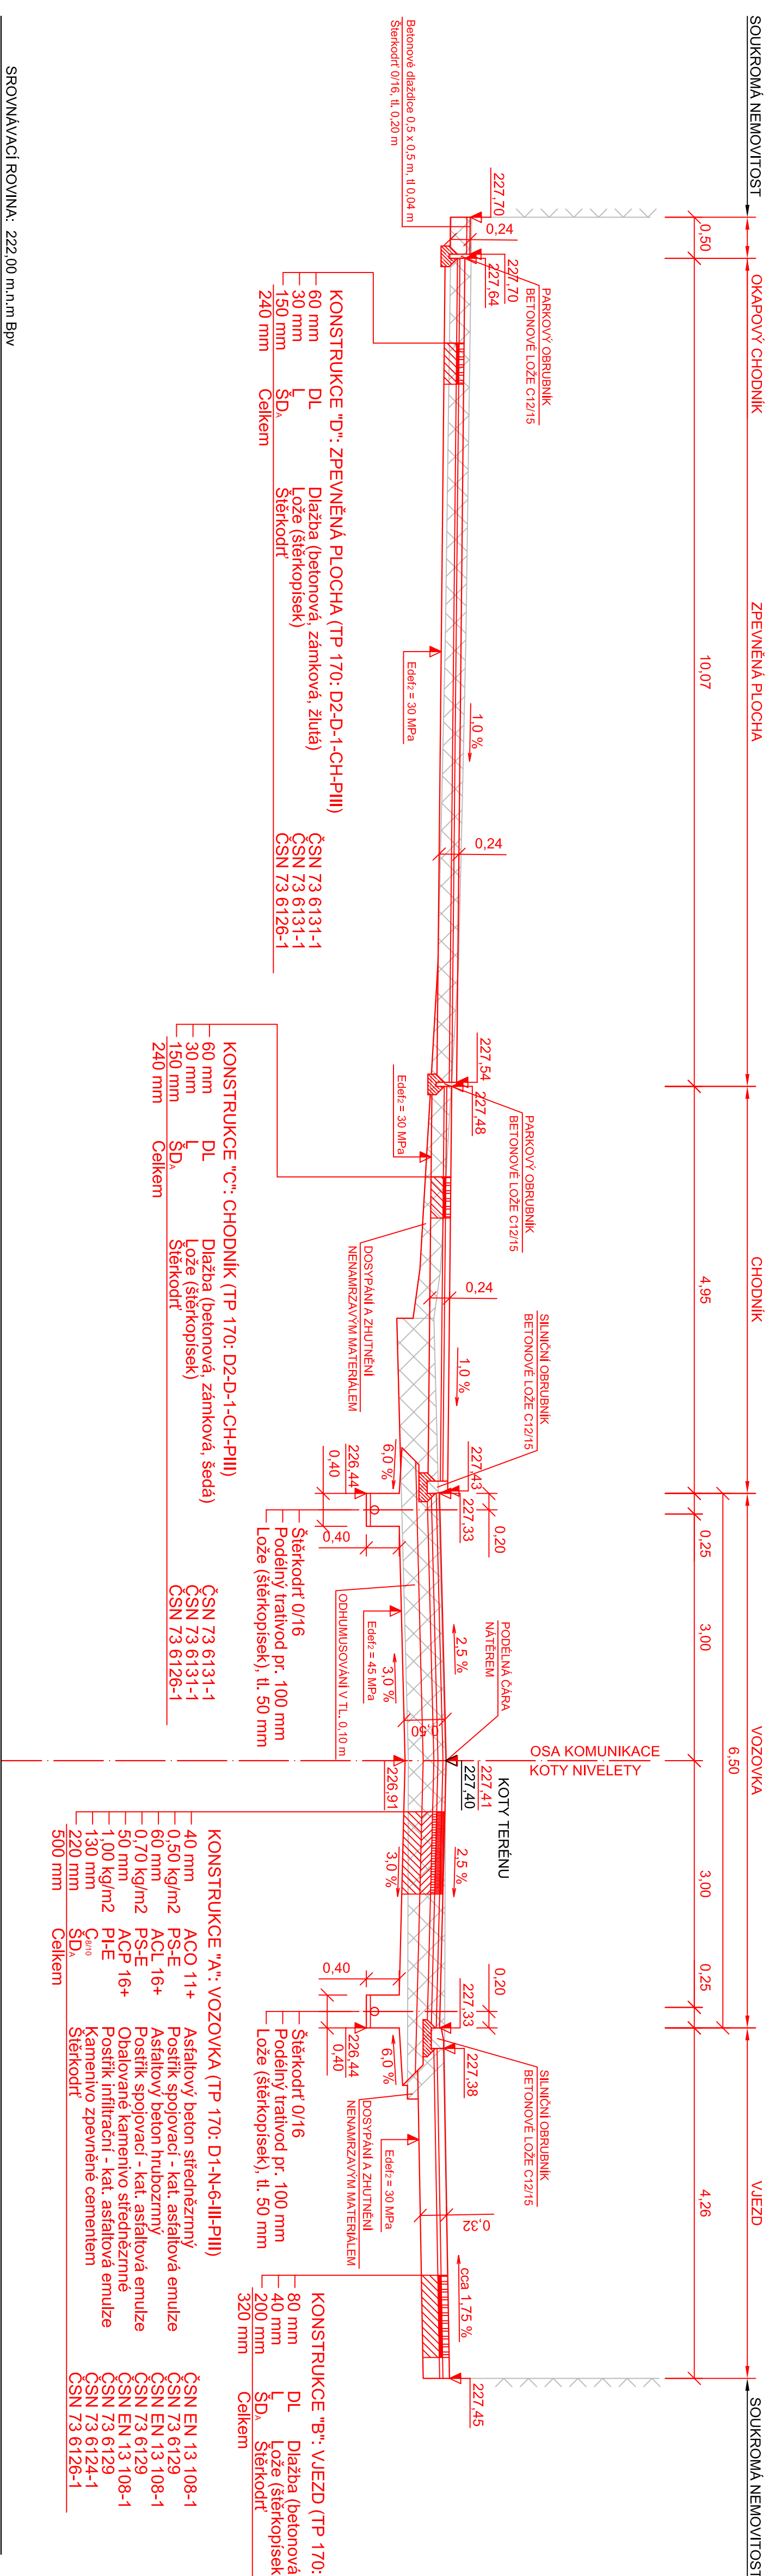 SOUKROMÁ NEMOVITOST
OKAPOVÝ CHODNÍK
ZPEVNĚNÁ PLOCHA
CHODNÍK
VOZOVKA
VJEZD
SOUKROMÁ NEMOVITOST
0,50
10,07
4,95
0,25
3,00
6,50
3,00
0,25
4,26
PARKOVÝ OBRUBNÍK
BETONOVÉ LOŽE C12/15
227,70
227,70
227,64
0,24
Betonové dlaždice 0,5 x 0,5 m, tl 0,04 m
Štěrkodrť 0/16, tl. 0,20 m
1,0 %
Edef2 = 30 MPa
0,24
PARKOVÝ OBRUBNÍK
BETONOVÉ LOŽE C12/15
227,54
227,48
Edef2 = 30 MPa
0,24
DOSYPÁNÍ A ZHUTNĚNÍ
NENAMRZAVÝM MATERIÁLEM
1,0 %
SILNIČNÍ OBRUBNÍK
BETONOVÉ LOŽE C12/15
227,43
227,33
0,20
6,0 %
226,44
0,40
0,40
Štěrkodrť 0/16
Podélný trativod pr. 100 mm
Lože (štěrkopísek), tl. 50 mm
PODÉLNÁ ČÁRA
NÁTĚREM
2,5 %
3,0 %
Edef2 = 45 MPa
ODHUMUSOVÁNÍ V TL. 0,10 m
0,50
OSA KOMUNIKACE
KOTY NIVELETY
KOTY TERÉNU
227,41
227,40
226,91
2,5 %
3,0 %
0,20
227,33
227,38
SILNIČNÍ OBRUBNÍK
BETONOVÉ LOŽE C12/15
0,40
0,40
226,44
6,0 %
Štěrkodrť 0/16
Podélný trativod pr. 100 mm
Lože (štěrkopísek), tl. 50 mm
DOSYPÁNÍ A ZHUTNĚNÍ
NENAMRZAVÝM MATERIÁLEM
Edef2 = 30 MPa
0,32
cca 1,75 %
227,45
KONSTRUKCE "D": ZPEVNĚNÁ PLOCHA (TP 170: D2-D-1-CH-PIII)
60 mm DL Dlažba (betonová, zámková, žlutá) ČSN 73 6131-1
30 mm L Lože (štěrkopísek) ČSN 73 6131-1
150 mm ŠDA Štěrkodrť ČSN 73 6126-1
240 mm Celkem
KONSTRUKCE "C": CHODNÍK (TP 170: D2-D-1-CH-PIII)
60 mm DL Dlažba (betonová, zámková, šedá) ČSN 73 6131-1
30 mm L Lože (štěrkopísek) ČSN 73 6131-1
150 mm ŠDA Štěrkodrť ČSN 73 6126-1
240 mm Celkem
KONSTRUKCE "A": VOZOVKA (TP 170: D1-N-6-III-PIII)
40 mm ACO 11+ Asfaltový beton střednězrnný ČSN EN 13 108-1
0,50 kg/m2 PS-E Postřik spojovací - kat. asfaltová emulze ČSN 73 6129
60 mm ACL 16+ Asfaltový beton hrubozrnný ČSN EN 13 108-1
0,70 kg/m2 PS-E Postřik spojovací - kat. asfaltová emulze ČSN 73 6129
50 mm ACP 16+ Obalované kamenivo střednězrnné ČSN EN 13 108-1
1,00 kg/m2 PI-E Postřik infiltrační - kat. asfaltová emulze ČSN 73 6129
130 mm C8/10 Kamenivo zpevněné cementem ČSN 73 6124-1
220 mm ŠDA Štěrkodrť ČSN 73 6126-1
500 mm Celkem
KONSTRUKCE "B": VJEZD (TP 170:
80 mm DL Dlažba (betonová
40 mm L Lože (štěrkopísek
200 mm ŠDA Štěrkodrť
320 mm Celkem
SROVNÁVACÍ ROVINA: 222,00 m.n.m Bpv